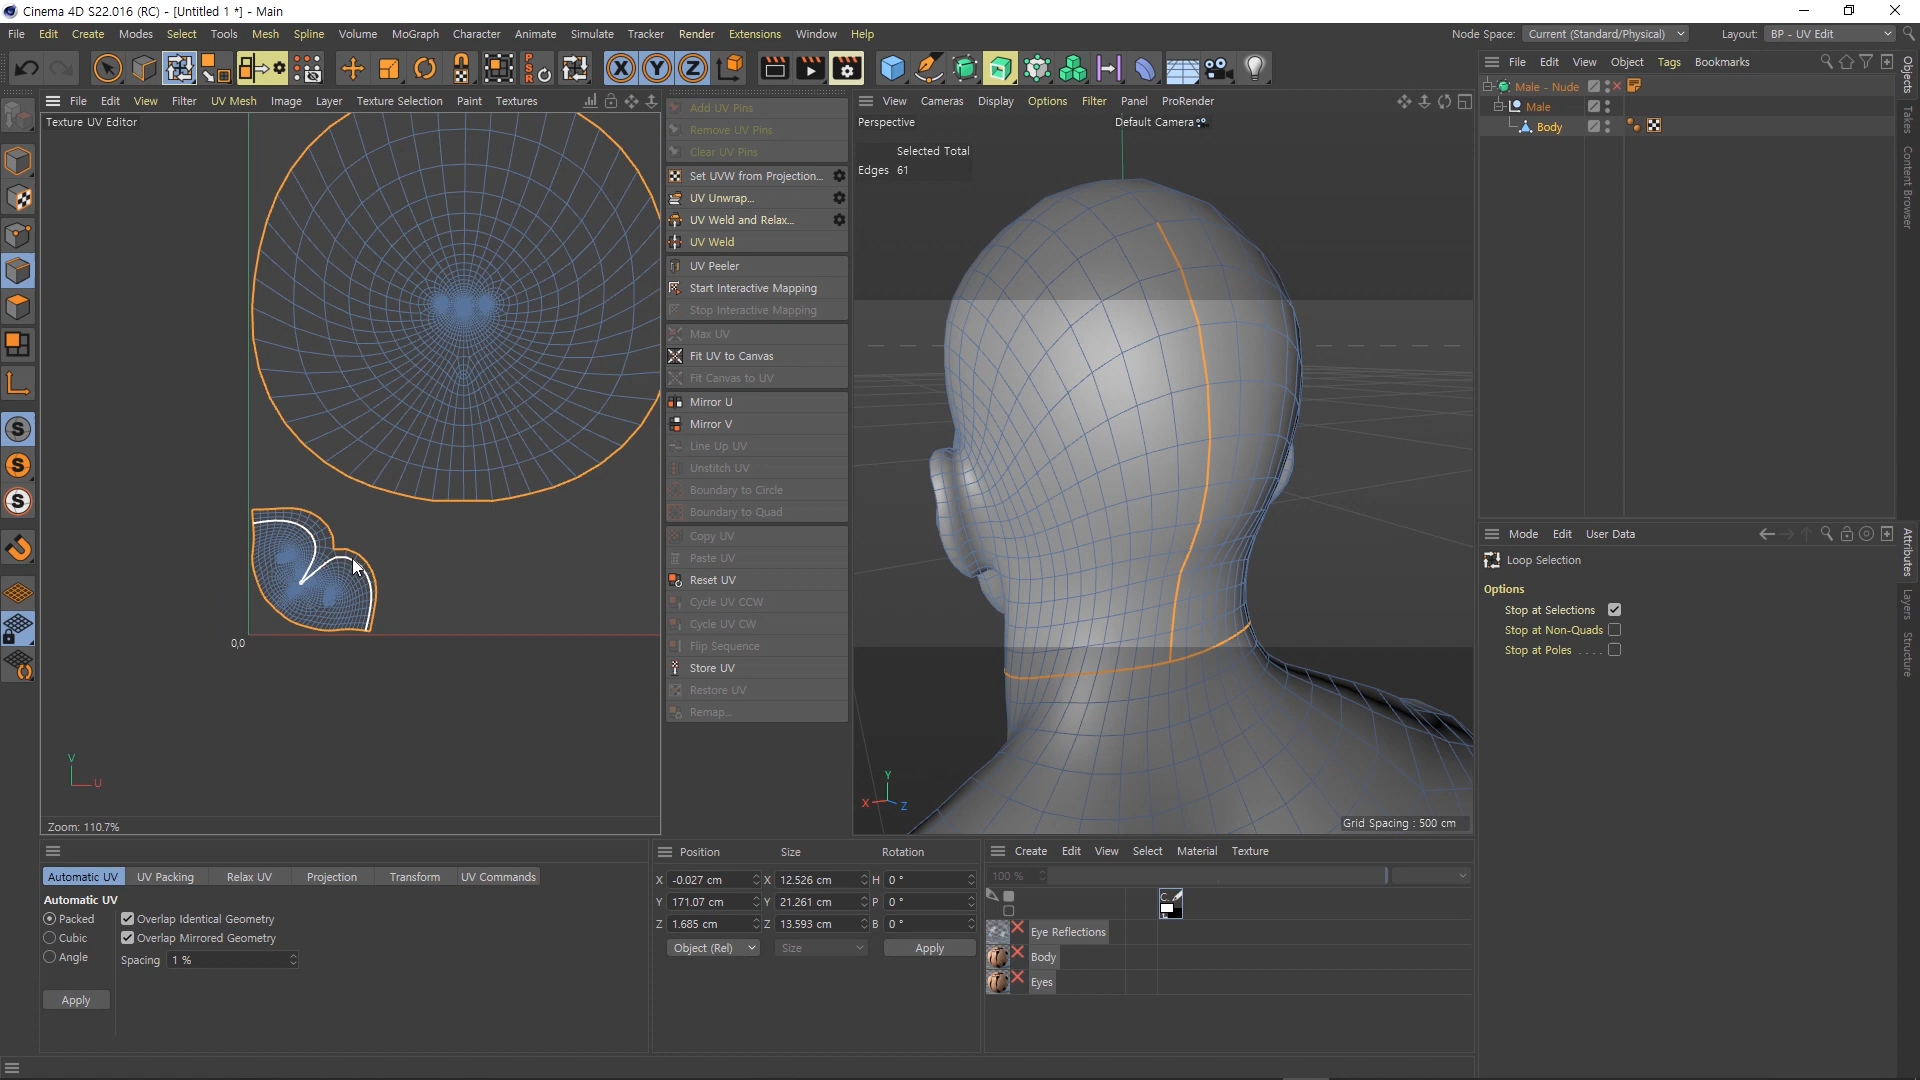 Cinema 4D S22.016 (RC) - [Untitled 1 *] - Main
File Edit Create Modes Select Tools Mesh Spline Volume MoGraph Character Animate Simulate Tracker Render Extensions Window Help Node Space: Current (Standard/Physical) Layout: BP - UV Edit
File Edit View Filter UV Mesh Image Layer Texture Selection Paint Textures
Texture UV Editor
0,0
V
U
Zoom: 110.7%
Add UV Pins
Remove UV Pins
Clear UV Pins
Set UVW from Projection...
UV Unwrap...
UV Weld and Relax...
UV Weld
UV Peeler
Start Interactive Mapping
Stop Interactive Mapping
Max UV
Fit UV to Canvas
Fit Canvas to UV
Mirror U
Mirror V
Line Up UV
Unstitch UV
Boundary to Circle
Boundary to Quad
Copy UV
Paste UV
Reset UV
Cycle UV CCW
Cycle UV CW
Flip Sequence
Store UV
Restore UV
Remap...
View Cameras Display Options Filter Panel ProRender
Perspective Default Camera
Selected Total
Edges 61
Y
X
Z
Grid Spacing : 500 cm
File Edit View Object Tags Bookmarks
Male - Nude
Male
Body
Objects
Takes
Content Browser
Mode Edit User Data
Loop Selection
Options
Stop at Selections
Stop at Non-Quads
Stop at Poles . . . .
Attributes
Layers
Structure
Automatic UV UV Packing Relax UV Projection Transform UV Commands
Automatic UV
Packed Overlap Identical Geometry
Cubic Overlap Mirrored Geometry
Angle Spacing 1 %
Apply
Position Size Rotation
X -0.027 cm X 12.526 cm H 0 °
Y 171.07 cm Y 21.261 cm P 0 °
Z 1.685 cm Z 13.593 cm B 0 °
Object (Rel) Size Apply
Create Edit View Select Material Texture
100 %
Eye Reflections
Body
Eyes